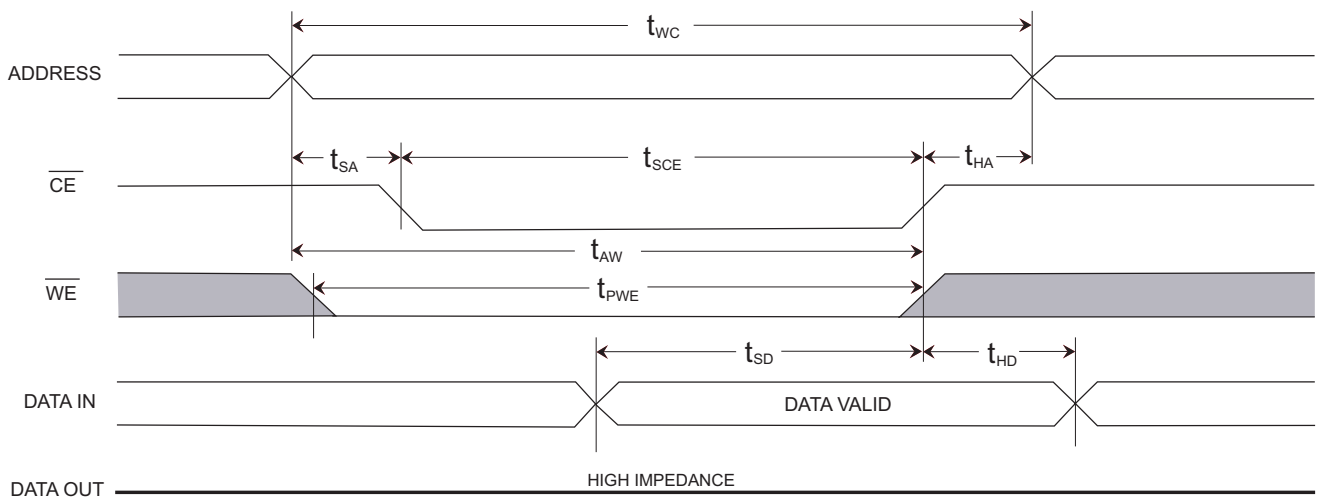 tWC
ADDRESS
tSA
tSCE
tHA
CE
tAW
WE
tPWE
tSD
tHD
DATA IN
DATA VALID
DATA OUT
HIGH IMPEDANCE